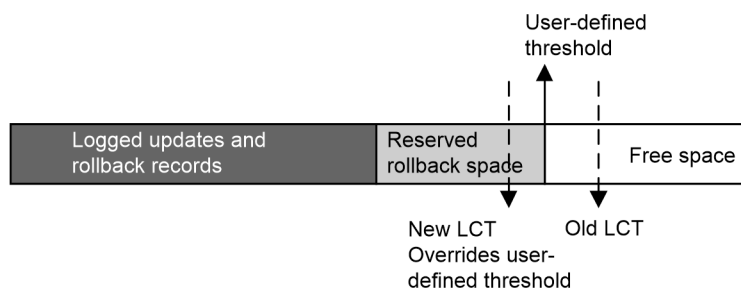 User-defined
threshold
Logged updates and
rollback records
Reserved
rollback space
Free space
New LCT
Overrides user-
defined threshold
Old LCT